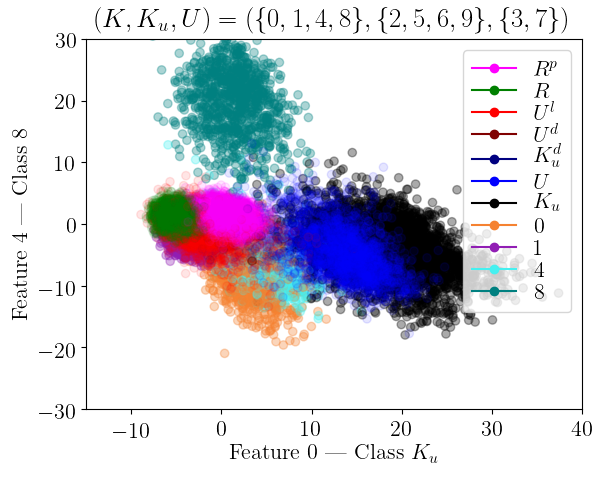 (K, K_u, U) = ({0, 1, 4, 8}, {2, 5, 6, 9}, {3, 7})
30
20
10
0
−10
−20
−30
Feature 4 — Class 8
−10
0
10
20
30
40
Feature 0 — Class K_u
R^p
R
U^l
U^d
K_u^d
U
K_u
0
1
4
8